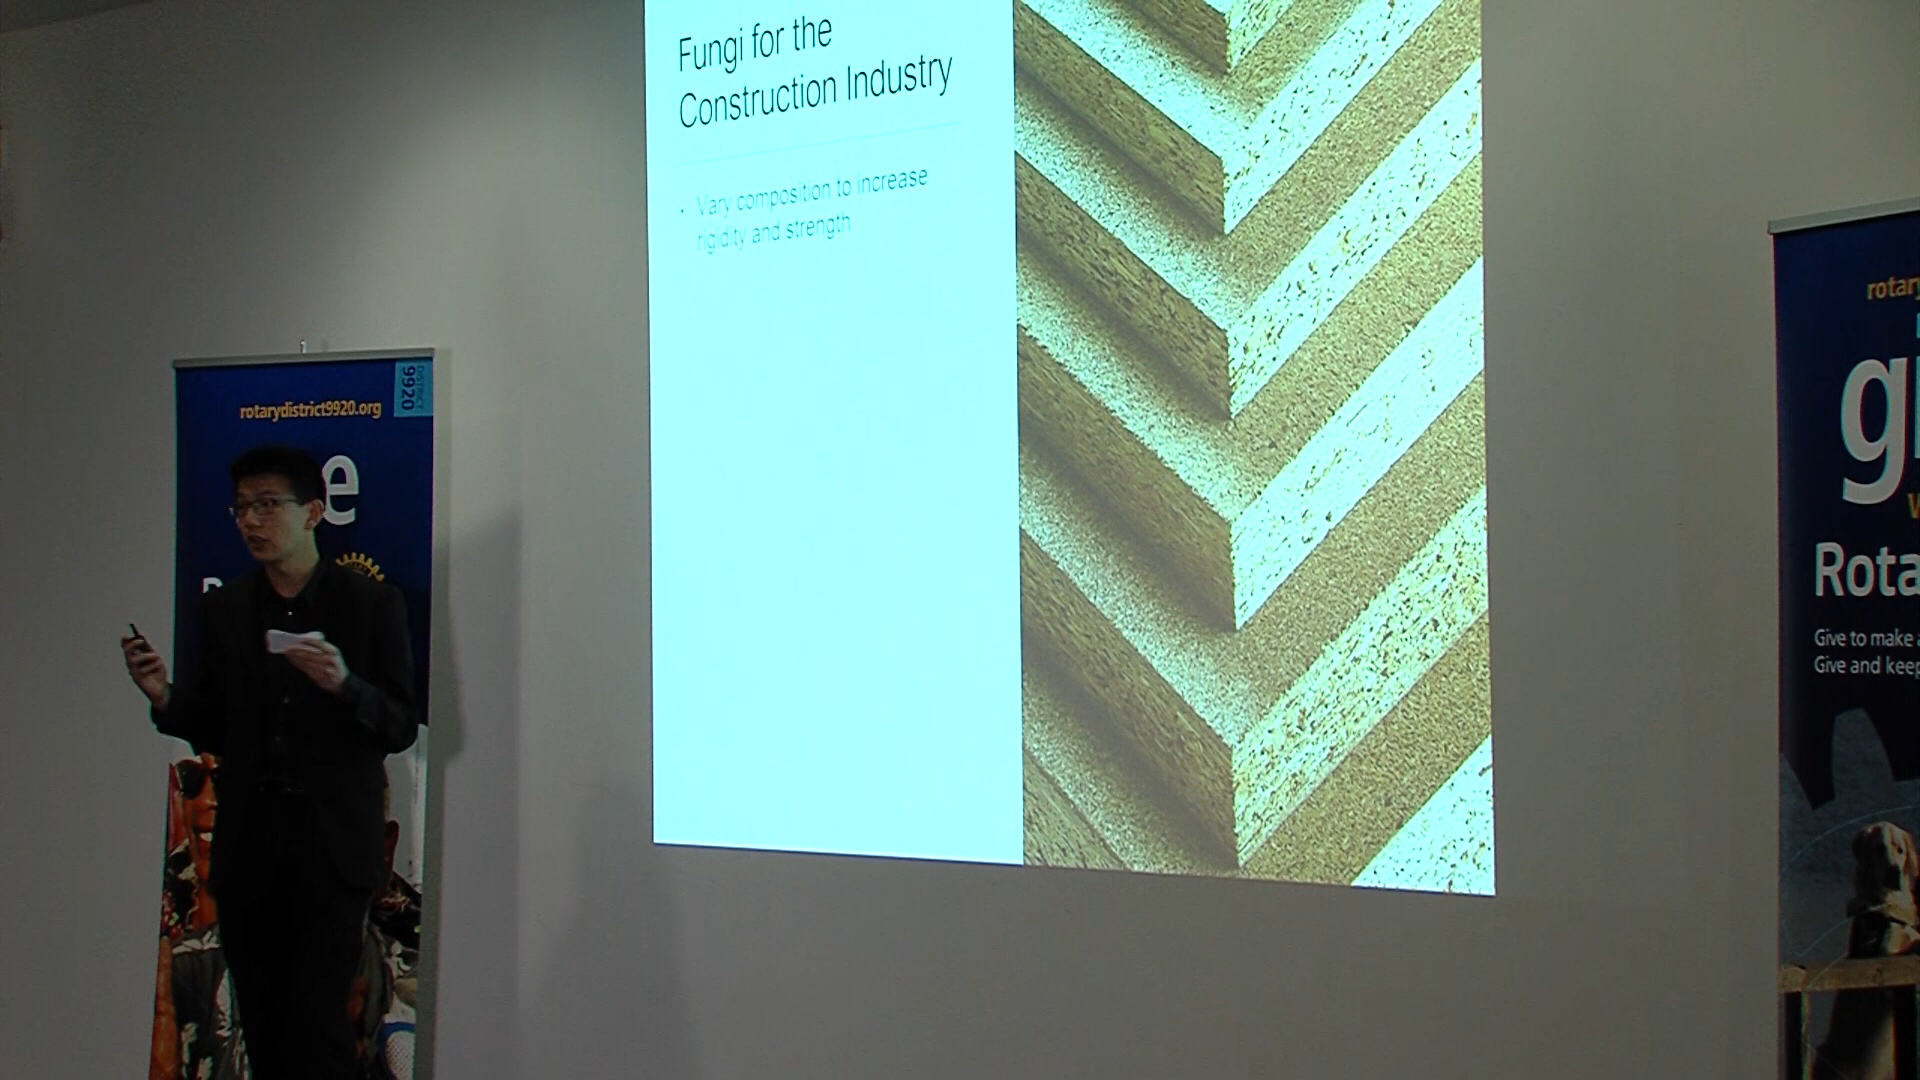 Fungi for the
Construction Industry
• Vary composition to increase
rigidity and strength
DISTRICT
9920
rotarydistrict9920.org
e
R
rotary
g
Rota
Give to make a
Give and keep